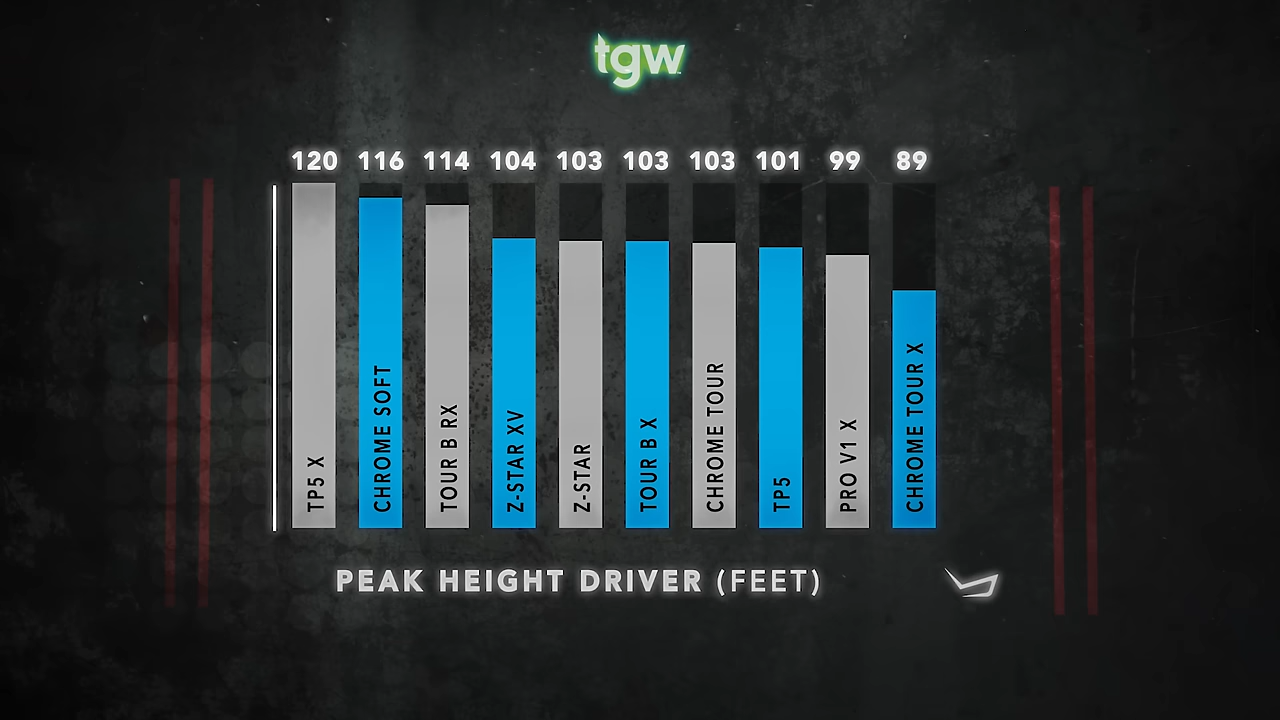 tgw
120 116 114 104 103 103 103 101 99 89
TP5 X
CHROME SOFT
TOUR B RX
Z-STAR XV
Z-STAR
TOUR B X
CHROME TOUR
TP5
PRO V1 X
CHROME TOUR X
PEAK HEIGHT DRIVER (FEET)